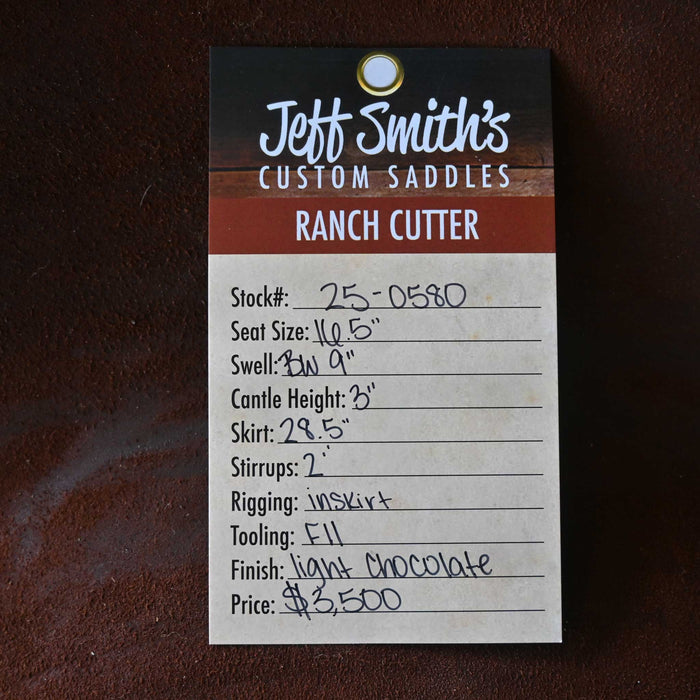 Jeff Smith's
CUSTOM SADDLES
RANCH CUTTER
Stock#: 25-0580
Seat Size: 16.5"
Swell: BW 9"
Cantle Height: 3"
Skirt: 28.5"
Stirrups: 2"
Rigging: inskirt
Tooling: F11
Finish: light chocolate
Price: $3,500